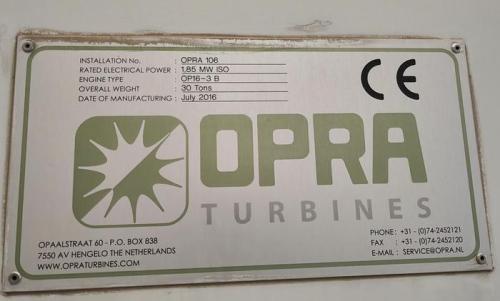 INSTALLATION No. : OPRA 106
RATED ELECTRICAL POWER : 1,85 MW ISO
ENGINE TYPE : OP16-3 B
OVERALL WEIGHT : 30 Tons
DATE OF MANUFACTURING : July 2016
CE
OPRA
TURBINES
OPAALSTRAAT 60 - P.O. BOX 838
7550 AV HENGELO THE NETHERLANDS
WWW.OPRATURBINES.COM
PHONE : +31 - (0)74-2452121
FAX : +31 - (0)74-2452120
E-MAIL : SERVICE@OPRA.NL